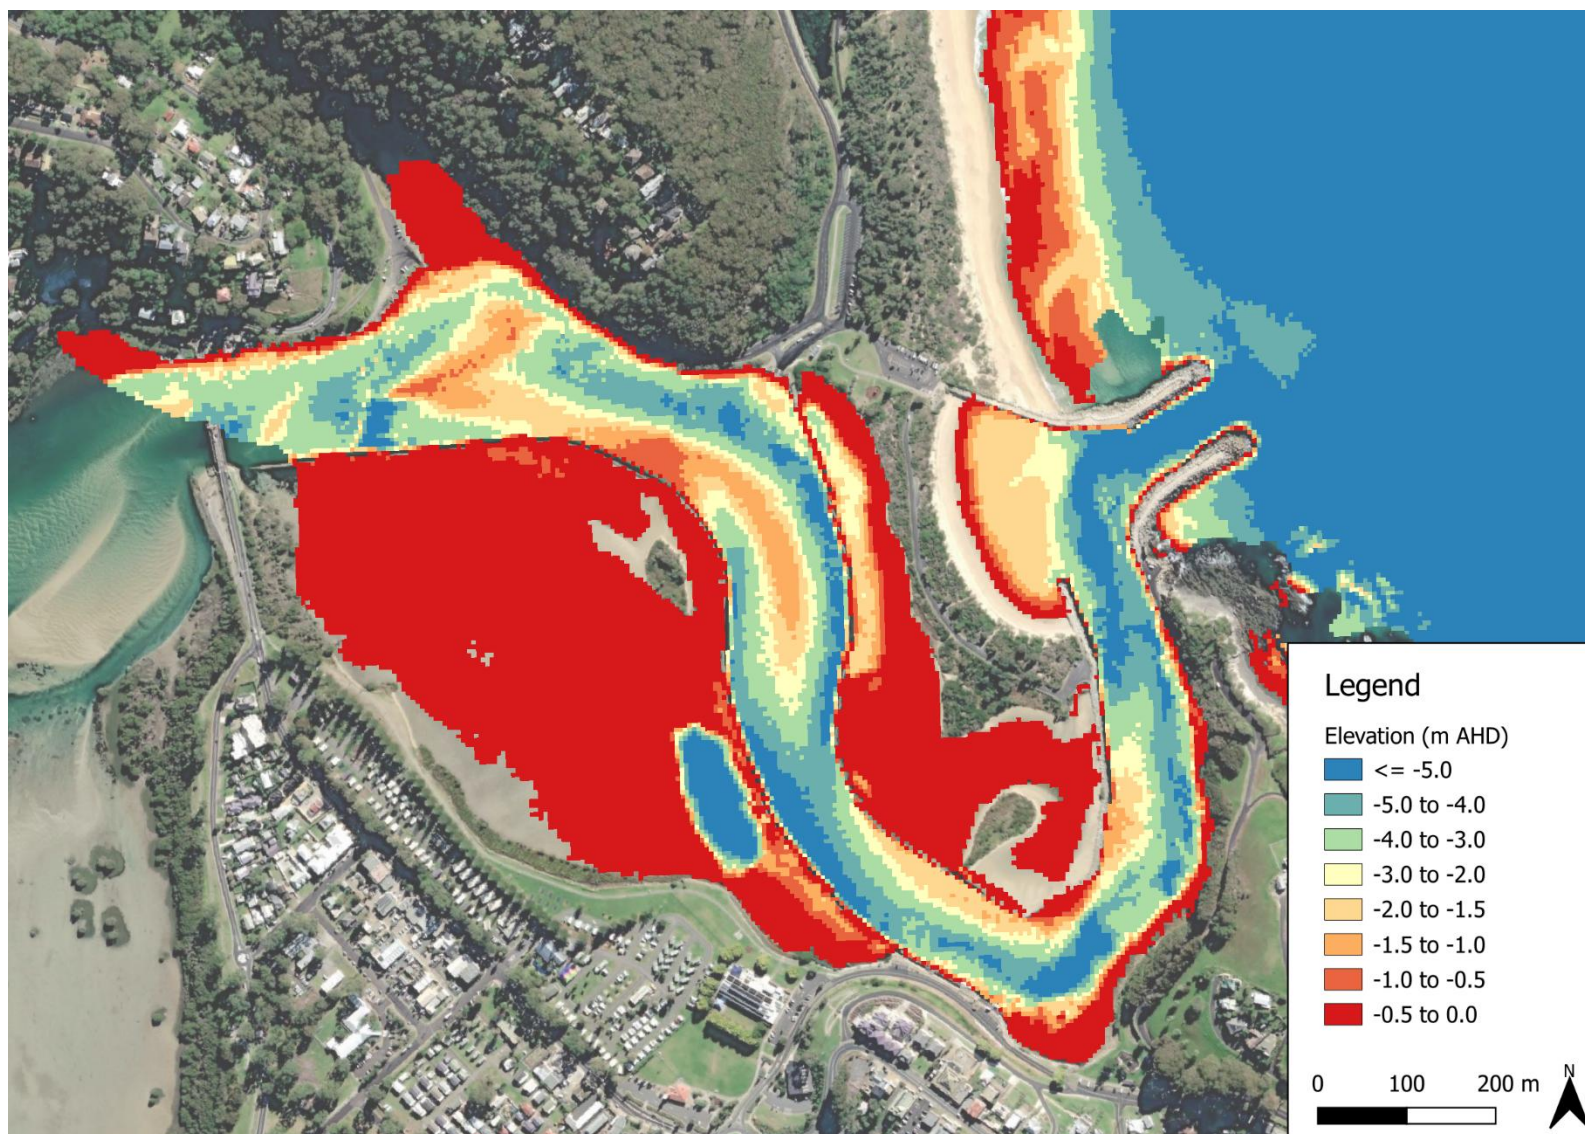 Legend
Elevation (m AHD)
<= -5.0
-5.0 to -4.0
-4.0 to -3.0
-3.0 to -2.0
-2.0 to -1.5
-1.5 to -1.0
-1.0 to -0.5
-0.5 to 0.0
0 100 200 m
N